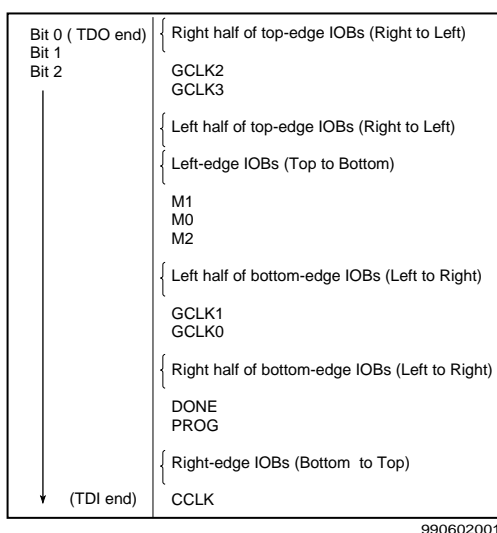 Bit 0 ( TDO end)
Bit 1
Bit 2
Right half of top-edge IOBs (Right to Left)
GCLK2
GCLK3
Left half of top-edge IOBs (Right to Left)
Left-edge IOBs (Top to Bottom)
M1
M0
M2
Left half of bottom-edge IOBs (Left to Right)
GCLK1
GCLK0
Right half of bottom-edge IOBs (Left to Right)
DONE
PROG
Right-edge IOBs (Bottom to Top)
(TDI end)
CCLK
990602001